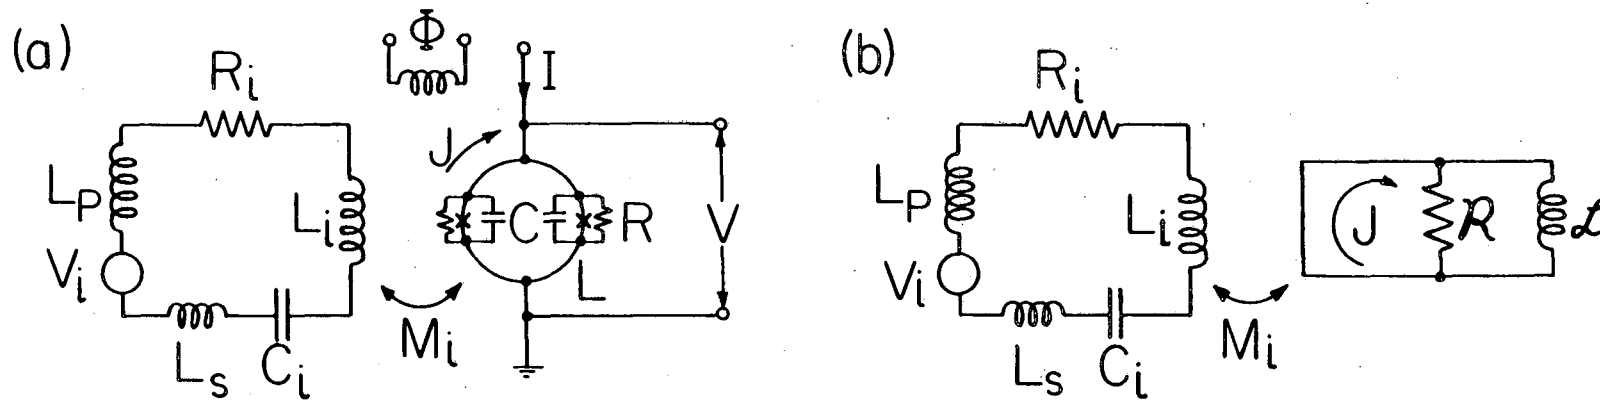 (a)
Φ
I
R_i
J
L_P
L_i
C
R
V
V_i
L
M_i
L_s
C_i
(b)
R_i
L_P
L_i
J
ℛ
ℒ
V_i
M_i
L_s
C_i